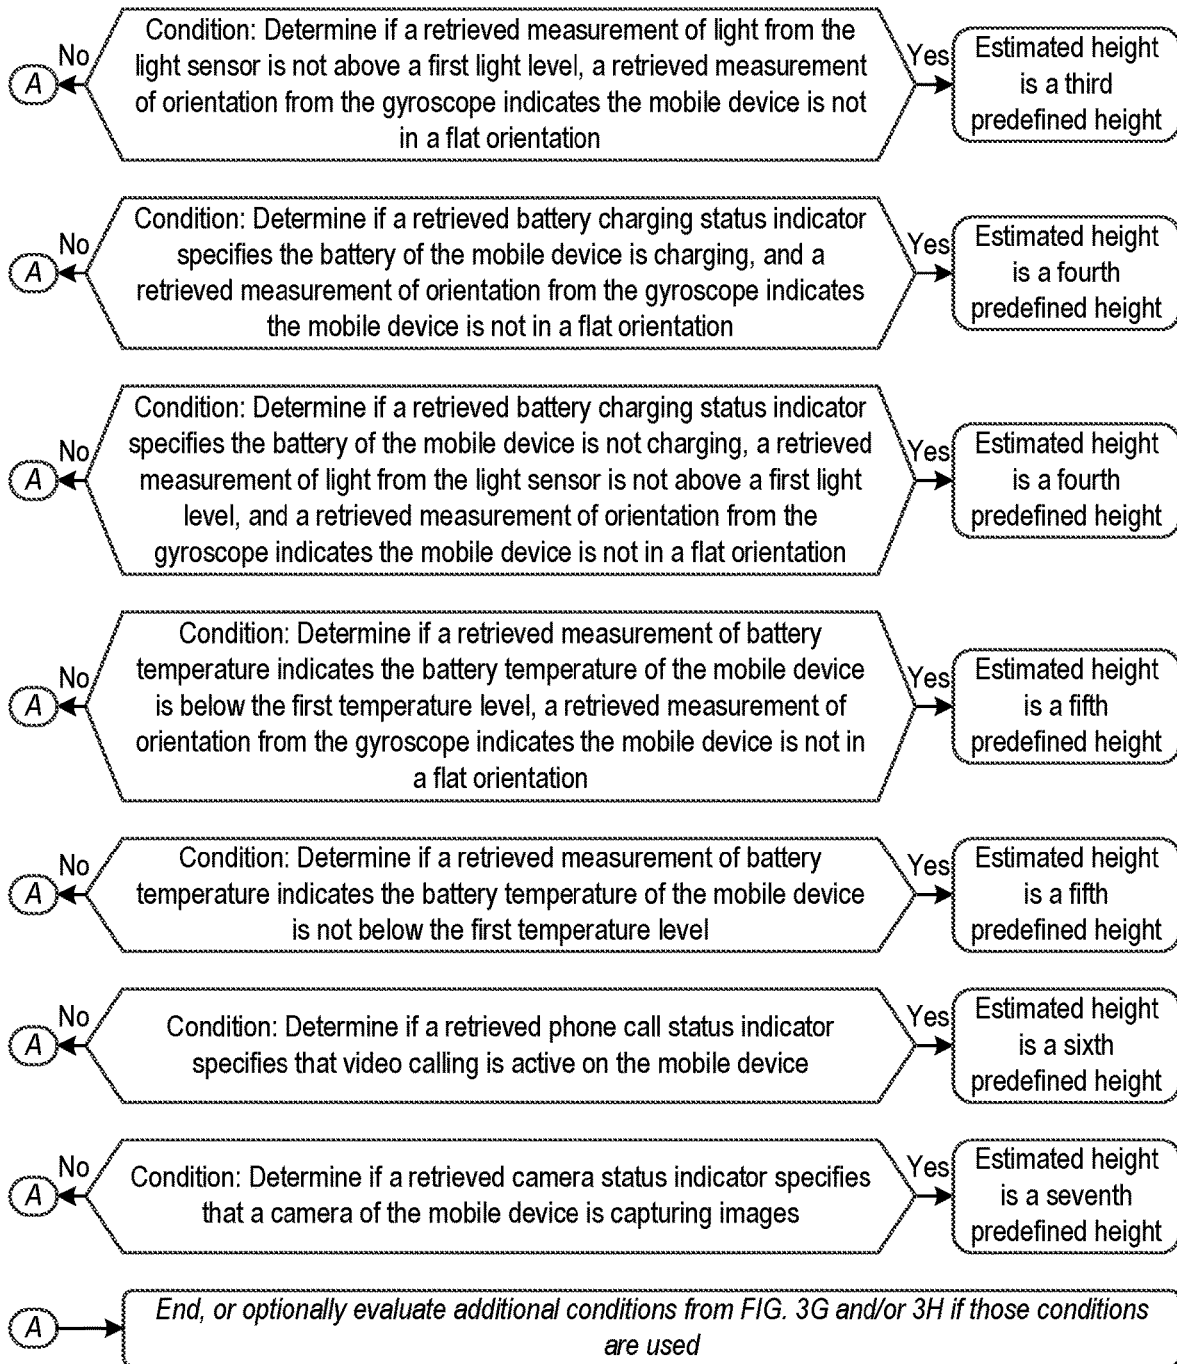 No
A
Condition: Determine if a retrieved measurement of light from the
light sensor is not above a first light level, a retrieved measurement
of orientation from the gyroscope indicates the mobile device is not
in a flat orientation
Yes
Estimated height
is a third
predefined height
No
A
Condition: Determine if a retrieved battery charging status indicator
specifies the battery of the mobile device is charging, and a
retrieved measurement of orientation from the gyroscope indicates
the mobile device is not in a flat orientation
Yes
Estimated height
is a fourth
predefined height
No
A
Condition: Determine if a retrieved battery charging status indicator
specifies the battery of the mobile device is not charging, a retrieved
measurement of light from the light sensor is not above a first light
level, and a retrieved measurement of orientation from the
gyroscope indicates the mobile device is not in a flat orientation
Yes
Estimated height
is a fourth
predefined height
No
A
Condition: Determine if a retrieved measurement of battery
temperature indicates the battery temperature of the mobile device
is below the first temperature level, a retrieved measurement of
orientation from the gyroscope indicates the mobile device is not in
a flat orientation
Yes
Estimated height
is a fifth
predefined height
No
A
Condition: Determine if a retrieved measurement of battery
temperature indicates the battery temperature of the mobile device
is not below the first temperature level
Yes
Estimated height
is a fifth
predefined height
No
A
Condition: Determine if a retrieved phone call status indicator
specifies that video calling is active on the mobile device
Yes
Estimated height
is a sixth
predefined height
No
A
Condition: Determine if a retrieved camera status indicator specifies
that a camera of the mobile device is capturing images
Yes
Estimated height
is a seventh
predefined height
A
End, or optionally evaluate additional conditions from FIG. 3G and/or 3H if those conditions
are used